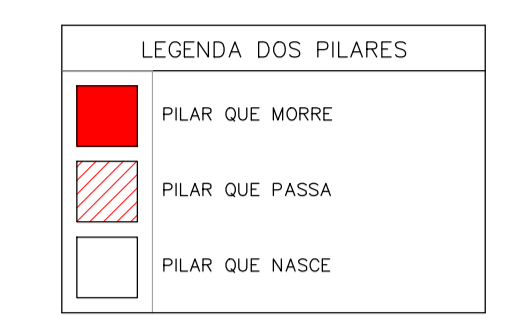 LEGENDA DOS PILARES
PILAR QUE MORRE
PILAR QUE PASSA
PILAR QUE NASCE